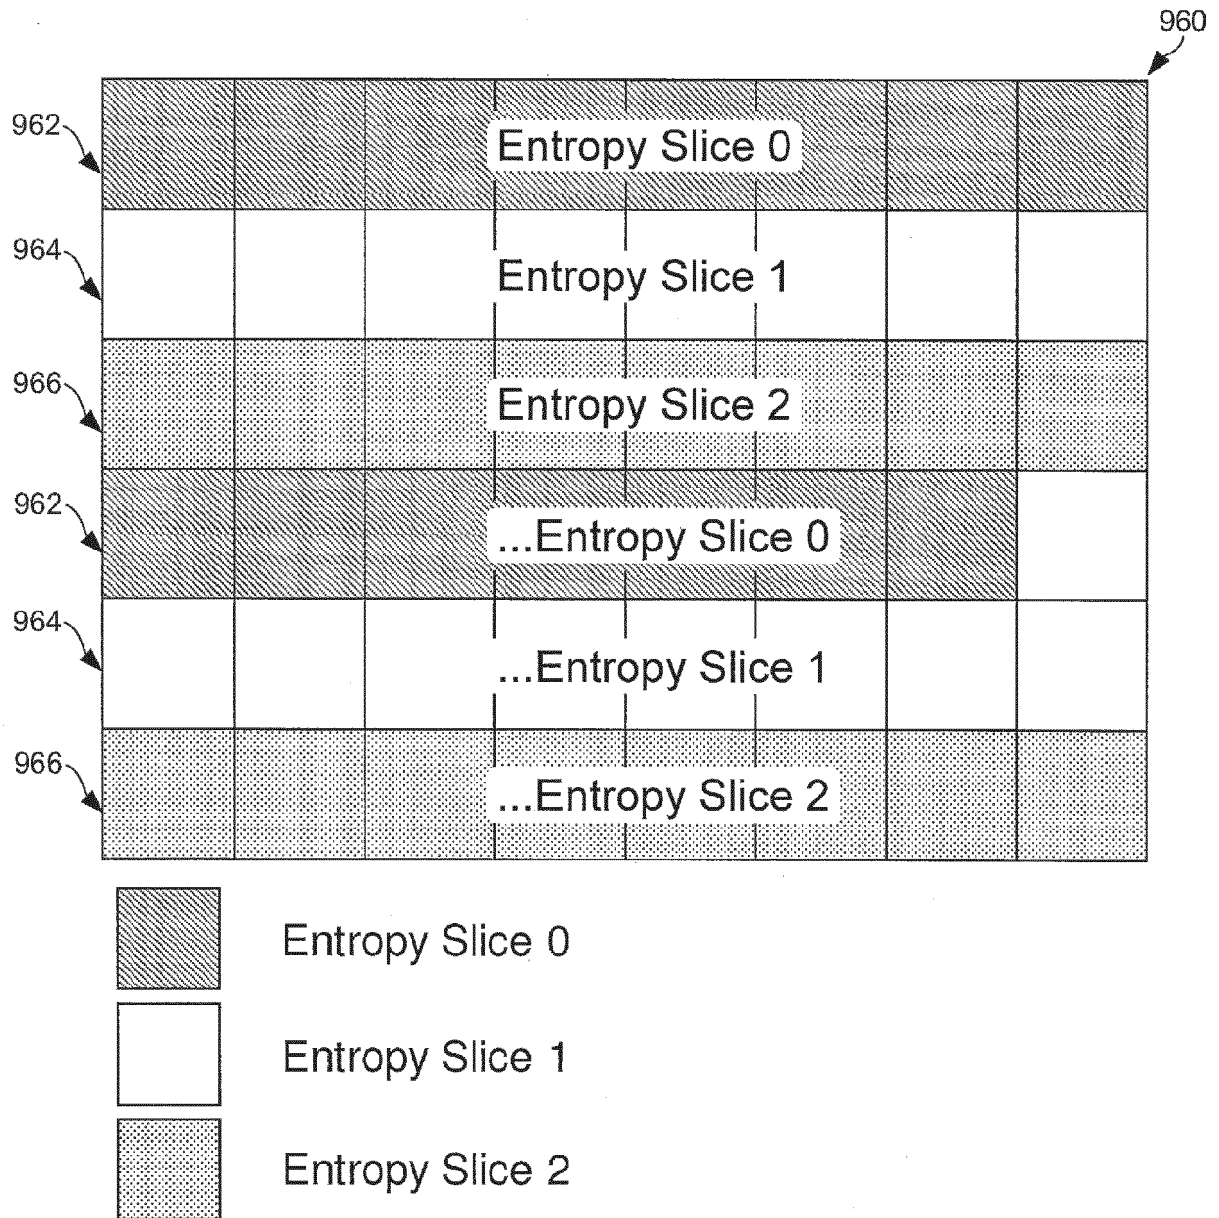 960
962
Entropy Slice 0
964
Entropy Slice 1
966
Entropy Slice 2
962
...Entropy Slice 0
964
...Entropy Slice 1
966
...Entropy Slice 2
Entropy Slice 0
Entropy Slice 1
Entropy Slice 2